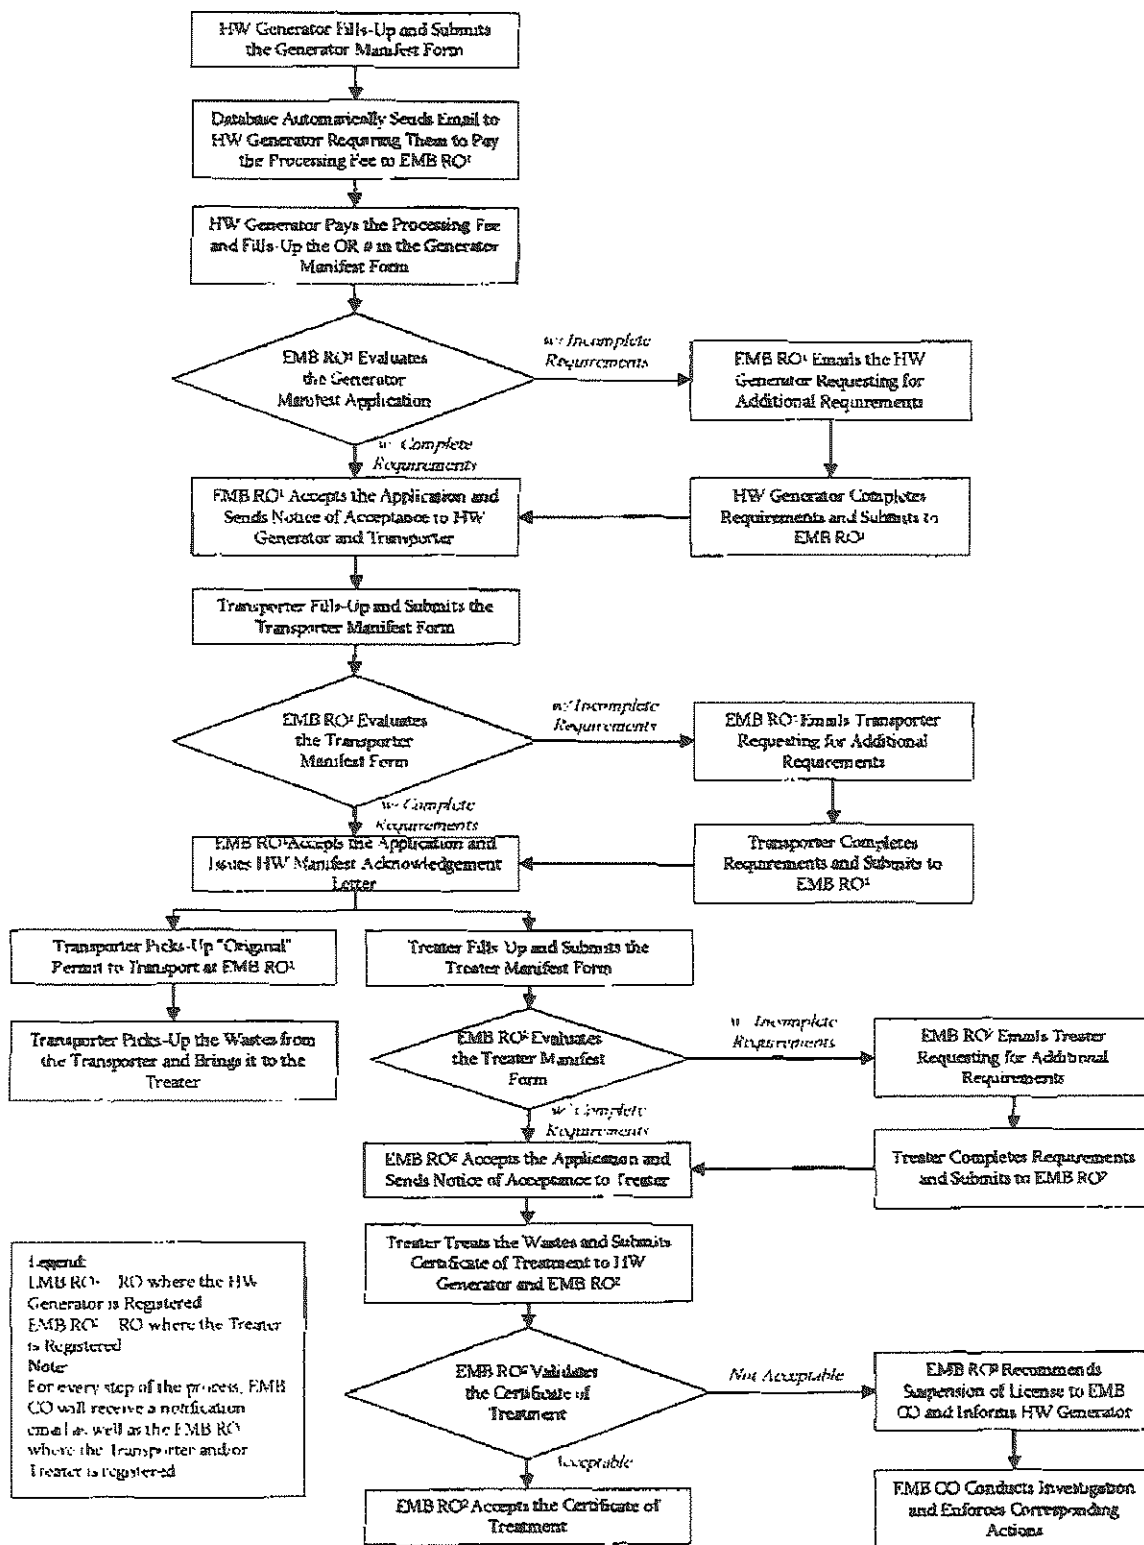 HW Generator Fills-Up and Submits
the Generator Manifest Form
Database Automatically Sends Email to
HW Generator Requiring Them to Pay
the Processing Fee to EMB RO¹
HW Generator Pays the Processing Fee
and Fills-Up the OR # in the Generator
Manifest Form
EMB RO¹ Evaluates
the Generator
Manifest Application
w/ Incomplete
Requirements
EMB RO¹ Emails the HW
Generator Requesting for
Additional Requirements
w/ Complete
Requirements
EMB RO¹ Accepts the Application and
Sends Notice of Acceptance to HW
Generator and Transporter
HW Generator Completes
Requirements and Submits to
EMB RO¹
Transporter Fills-Up and Submits the
Transporter Manifest Form
EMB RO¹ Evaluates
the Transporter
Manifest Form
w/ Incomplete
Requirements
EMB RO¹ Emails Transporter
Requesting for Additional
Requirements
w/ Complete
Requirements
EMB RO¹Accepts the Application and
Issues HW Manifest Acknowledgement
Letter
Transporter Completes
Requirements and Submits to
EMB RO¹
Transporter Picks-Up "Original"
Permit to Transport at EMB RO¹
Treater Fills-Up and Submits the
Treater Manifest Form
Transporter Picks-Up the Wastes from
the Transporter and Brings it to the
Treater
EMB RO² Evaluates
the Treater Manifest
Form
w/ Incomplete
Requirements
EMB RO² Emails Treater
Requesting for Additional
Requirements
w/ Complete
Requirements
EMB RO² Accepts the Application and
Sends Notice of Acceptance to Treater
Treater Completes Requirements
and Submits to EMB RO²
Treater Treats the Wastes and Submits
Certificate of Treatment to HW
Generator and EMB RO²
Legend:
EMB RO¹ RO where the HW
Generator is Registered
EMB RO² RO where the Treater
is Registered
Note:
For every step of the process, EMB
CO will receive a notification
email as well as the EMB RO
where the Transporter and/or
Treater is registered
EMB RO² Validates
the Certificate of
Treatment
Not Acceptable
EMB RO² Recommends
Suspension of License to EMB
CO and Informs HW Generator
Acceptable
EMB RO² Accepts the Certificate of
Treatment
EMB CO Conducts Investigation
and Enforces Corresponding
Actions